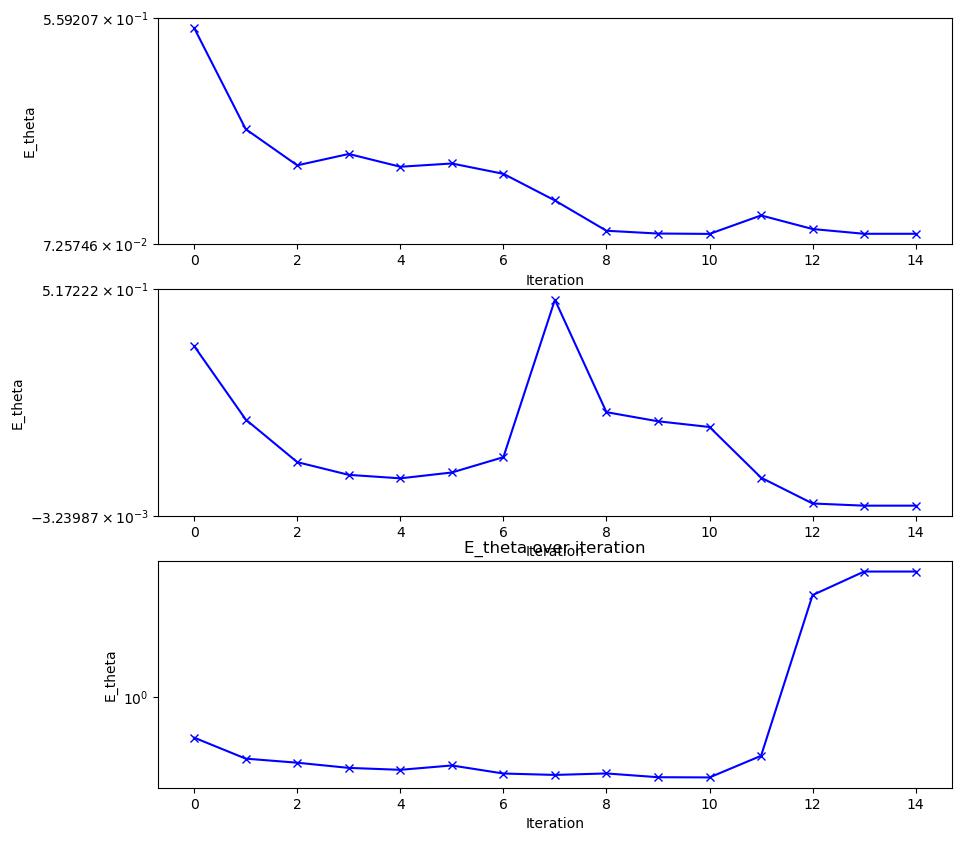 5.59207 × 10⁻¹
E_theta
7.25746 × 10⁻²
0 2 4 6 8 10 12 14
Iteration
5.17222 × 10⁻¹
E_theta
−3.23987 × 10⁻³
0 2 4 6 8 10 12 14
Iteration
E_theta over iteration
E_theta
10⁰
0 2 4 6 8 10 12 14
Iteration